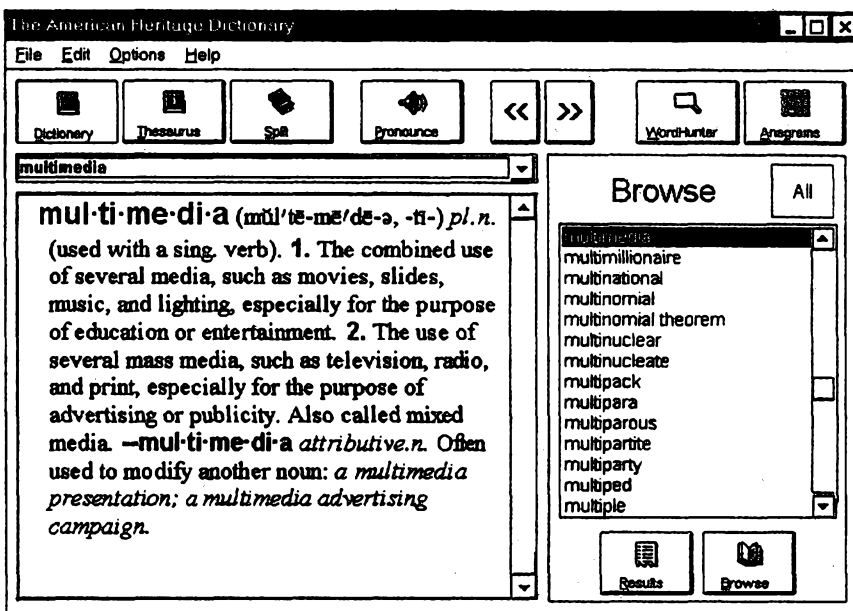 The American Heritage Dictionary
File Edit Options Help
Dictionary Thesaurus Split Pronounce << >> WordHunter Anagrams
multimedia
mul·ti·me·di·a (mŭl′tē-mē′dē-ə, -tī-) pl.n.
(used with a sing. verb). 1. The combined use
of several media, such as movies, slides,
music, and lighting, especially for the purpose
of education or entertainment. 2. The use of
several mass media, such as television, radio,
and print, especially for the purpose of
advertising or publicity. Also called mixed
media. —mul·ti·me·di·a attributive.n. Often
used to modify another noun: a multimedia
presentation; a multimedia advertising
campaign.
Browse All
multimedia
multimillionaire
multinational
multinomial
multinomial theorem
multinuclear
multinucleate
multipack
multipara
multiparous
multipartite
multiparty
multiped
multiple
Results Browse